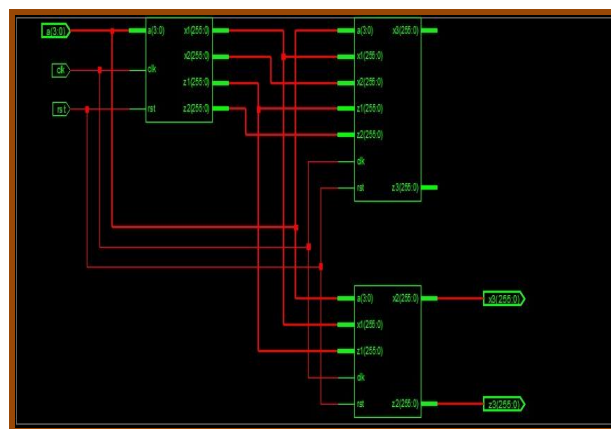 a(3:0) a(3:0) x1(255:0) a(3:0) x3(255:0)
x2(255:0) x1(255:0)
clk clk z1(255:0) x2(255:0)
rst rst z2(255:0) z1(255:0)
z2(255:0)
clk
rst z3(255:0)
a(3:0) x2(255:0) x3(255:0)
x1(255:0)
z1(255:0)
clk
rst z2(255:0) z3(255:0)